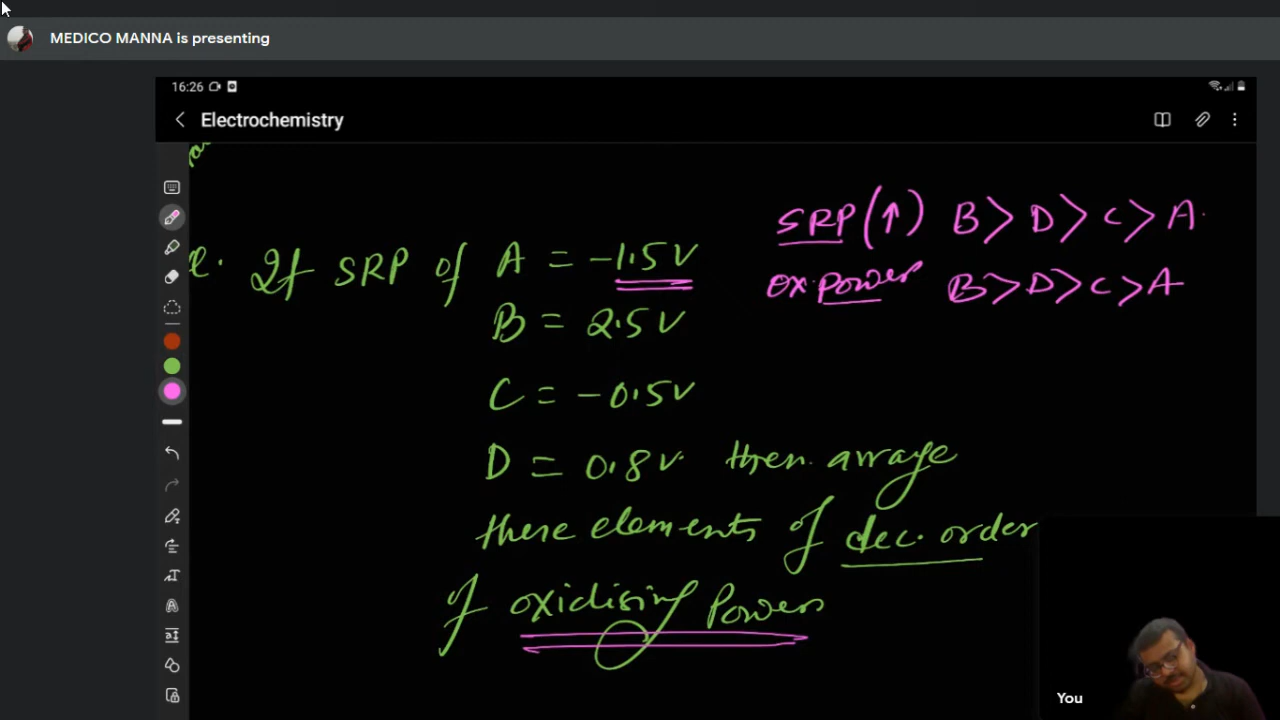 MEDICO MANNA is presenting
16:26
Electrochemistry
SRP (↑) B > D > C > A.
Ox. Power B > D > C > A
If SRP of A = -1.5V
B = 2.5V
C = -0.5V
D = 0.8V. then arrage
these elements of dec. order
of oxidising Power
You